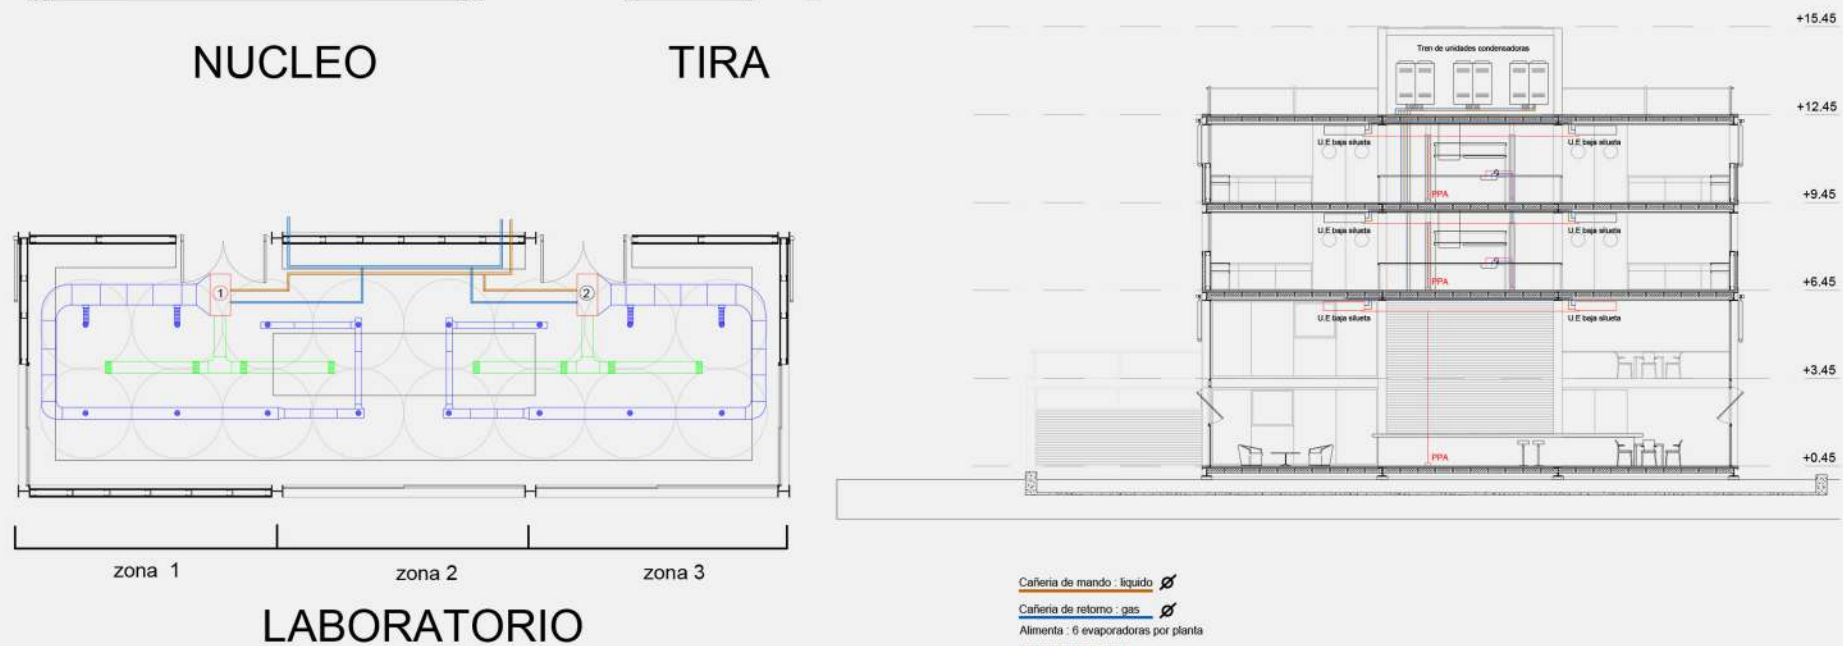 NUCLEO
TIRA
1
2
zona 1
zona 2
zona 3
LABORATORIO
+15.45
Tren de unidades condensadoras
+12.45
U.E baja silueta
U.E baja silueta
PPA
+9.45
U.E baja silueta
U.E baja silueta
PPA
+6.45
U.E baja silueta
U.E baja silueta
+3.45
PPA
+0.45
Cañeria de mando : liquido Ø
Cañeria de retorno : gas Ø
Alimenta : 6 evaporadoras por planta